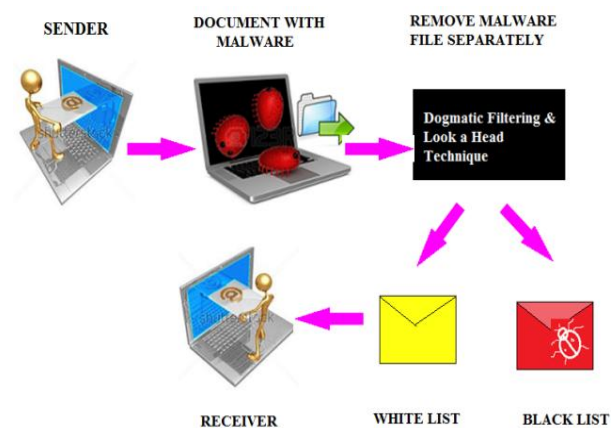 SENDER
DOCUMENT WITH
MALWARE
REMOVE MALWARE
FILE SEPARATELY
Dogmatic Filtering &
Look a Head
Technique
RECEIVER
WHITE LIST
BLACK LIST